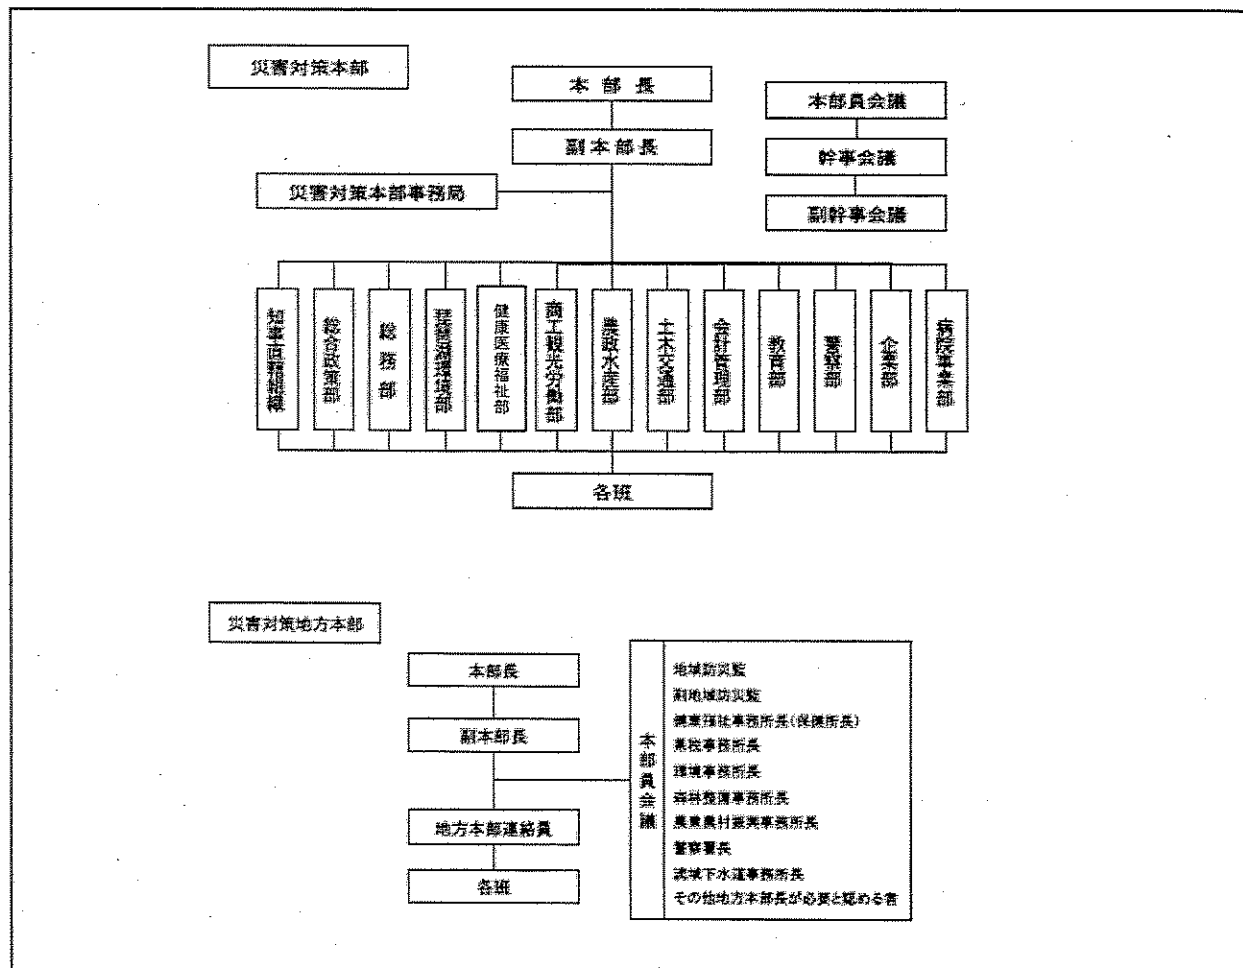 災害対策本部
本部長
本部員会議
副本部長
幹事会議
災害対策本部事務局
副幹事会議
知事直轄組織
総合政策部
総務部
琵琶湖環境部
健康医療福祉部
商工観光労働部
農政水産部
土木交通部
会計管理部
教育部
警察部
企業部
病院事業部
各班
災害対策地方本部
本部長
副本部長
地方本部連絡員
各班
本部員会議
地域防災監
副地域防災監
健康福祉事務所長(保健所長)
県税事務所長
環境事務所長
森林整備事務所長
農業農村振興事務所長
警察署長
流域下水道事務所長
その他地方本部長が必要と認める者